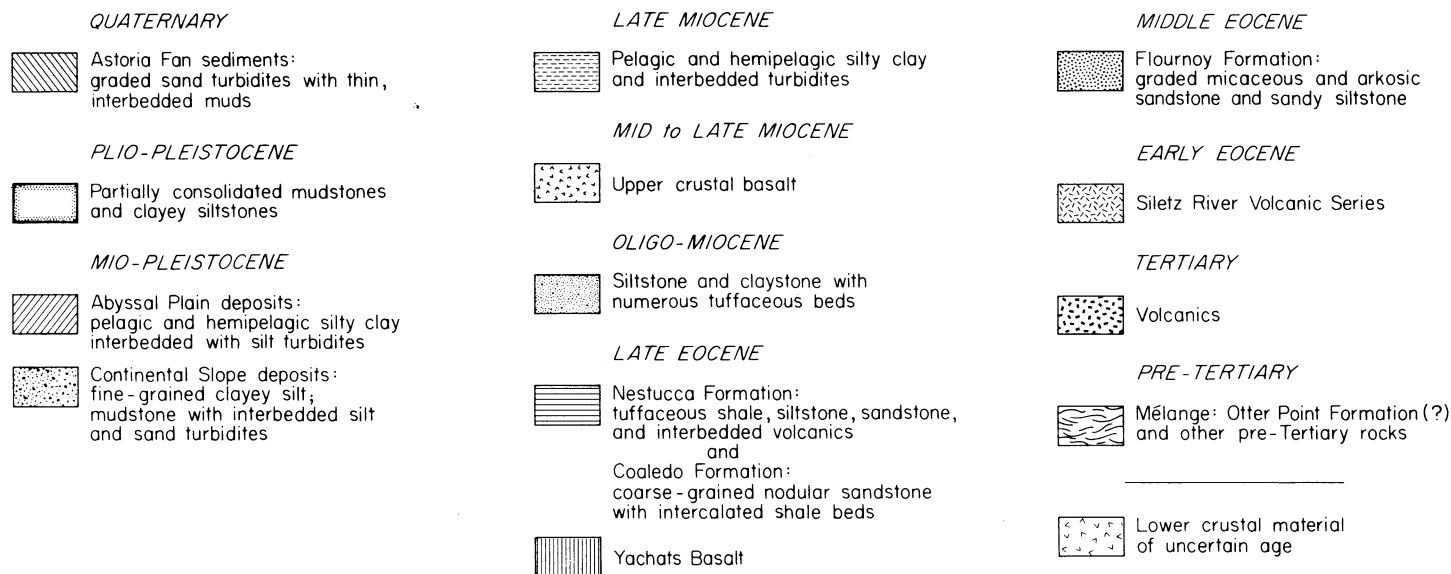 QUATERNARY
Astoria Fan sediments:
graded sand turbidites with thin,
interbedded muds
PLIO-PLEISTOCENE
Partially consolidated mudstones
and clayey siltstones
MIO-PLEISTOCENE
Abyssal Plain deposits:
pelagic and hemipelagic silty clay
interbedded with silt turbidites
Continental Slope deposits:
fine-grained clayey silt;
mudstone with interbedded silt
and sand turbidites
LATE MIOCENE
Pelagic and hemipelagic silty clay
and interbedded turbidites
MID to LATE MIOCENE
Upper crustal basalt
OLIGO-MIOCENE
Siltstone and claystone with
numerous tuffaceous beds
LATE EOCENE
Nestucca Formation:
tuffaceous shale, siltstone, sandstone,
and interbedded volcanics
and
Coaledo Formation:
coarse-grained nodular sandstone
with intercalated shale beds
Yachats Basalt
MIDDLE EOCENE
Flournoy Formation:
graded micaceous and arkosic
sandstone and sandy siltstone
EARLY EOCENE
Siletz River Volcanic Series
TERTIARY
Volcanics
PRE-TERTIARY
Mélange: Otter Point Formation (?)
and other pre-Tertiary rocks
Lower crustal material
of uncertain age